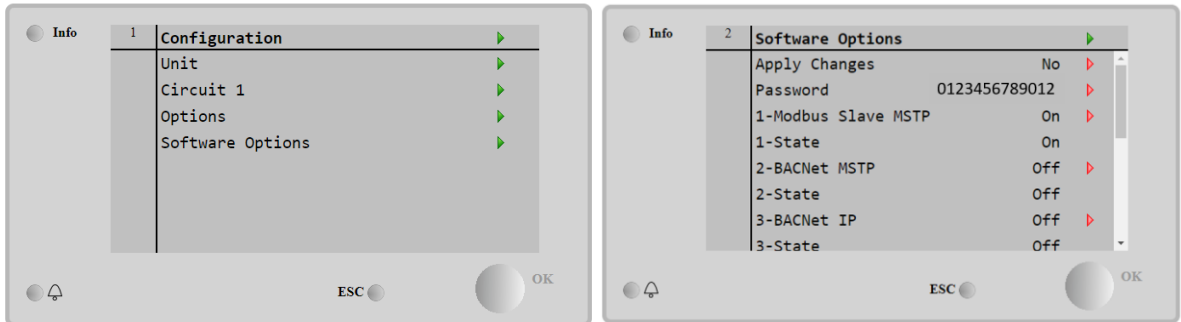 Info
1 Configuration
Unit
Circuit 1
Options
Software Options
ESC
OK
Info
2 Software Options
Apply Changes No
Password 0123456789012
1-Modbus Slave MSTP On
1-State On
2-BACNet MSTP Off
2-State Off
3-BACNet IP Off
3-State Off
ESC
OK